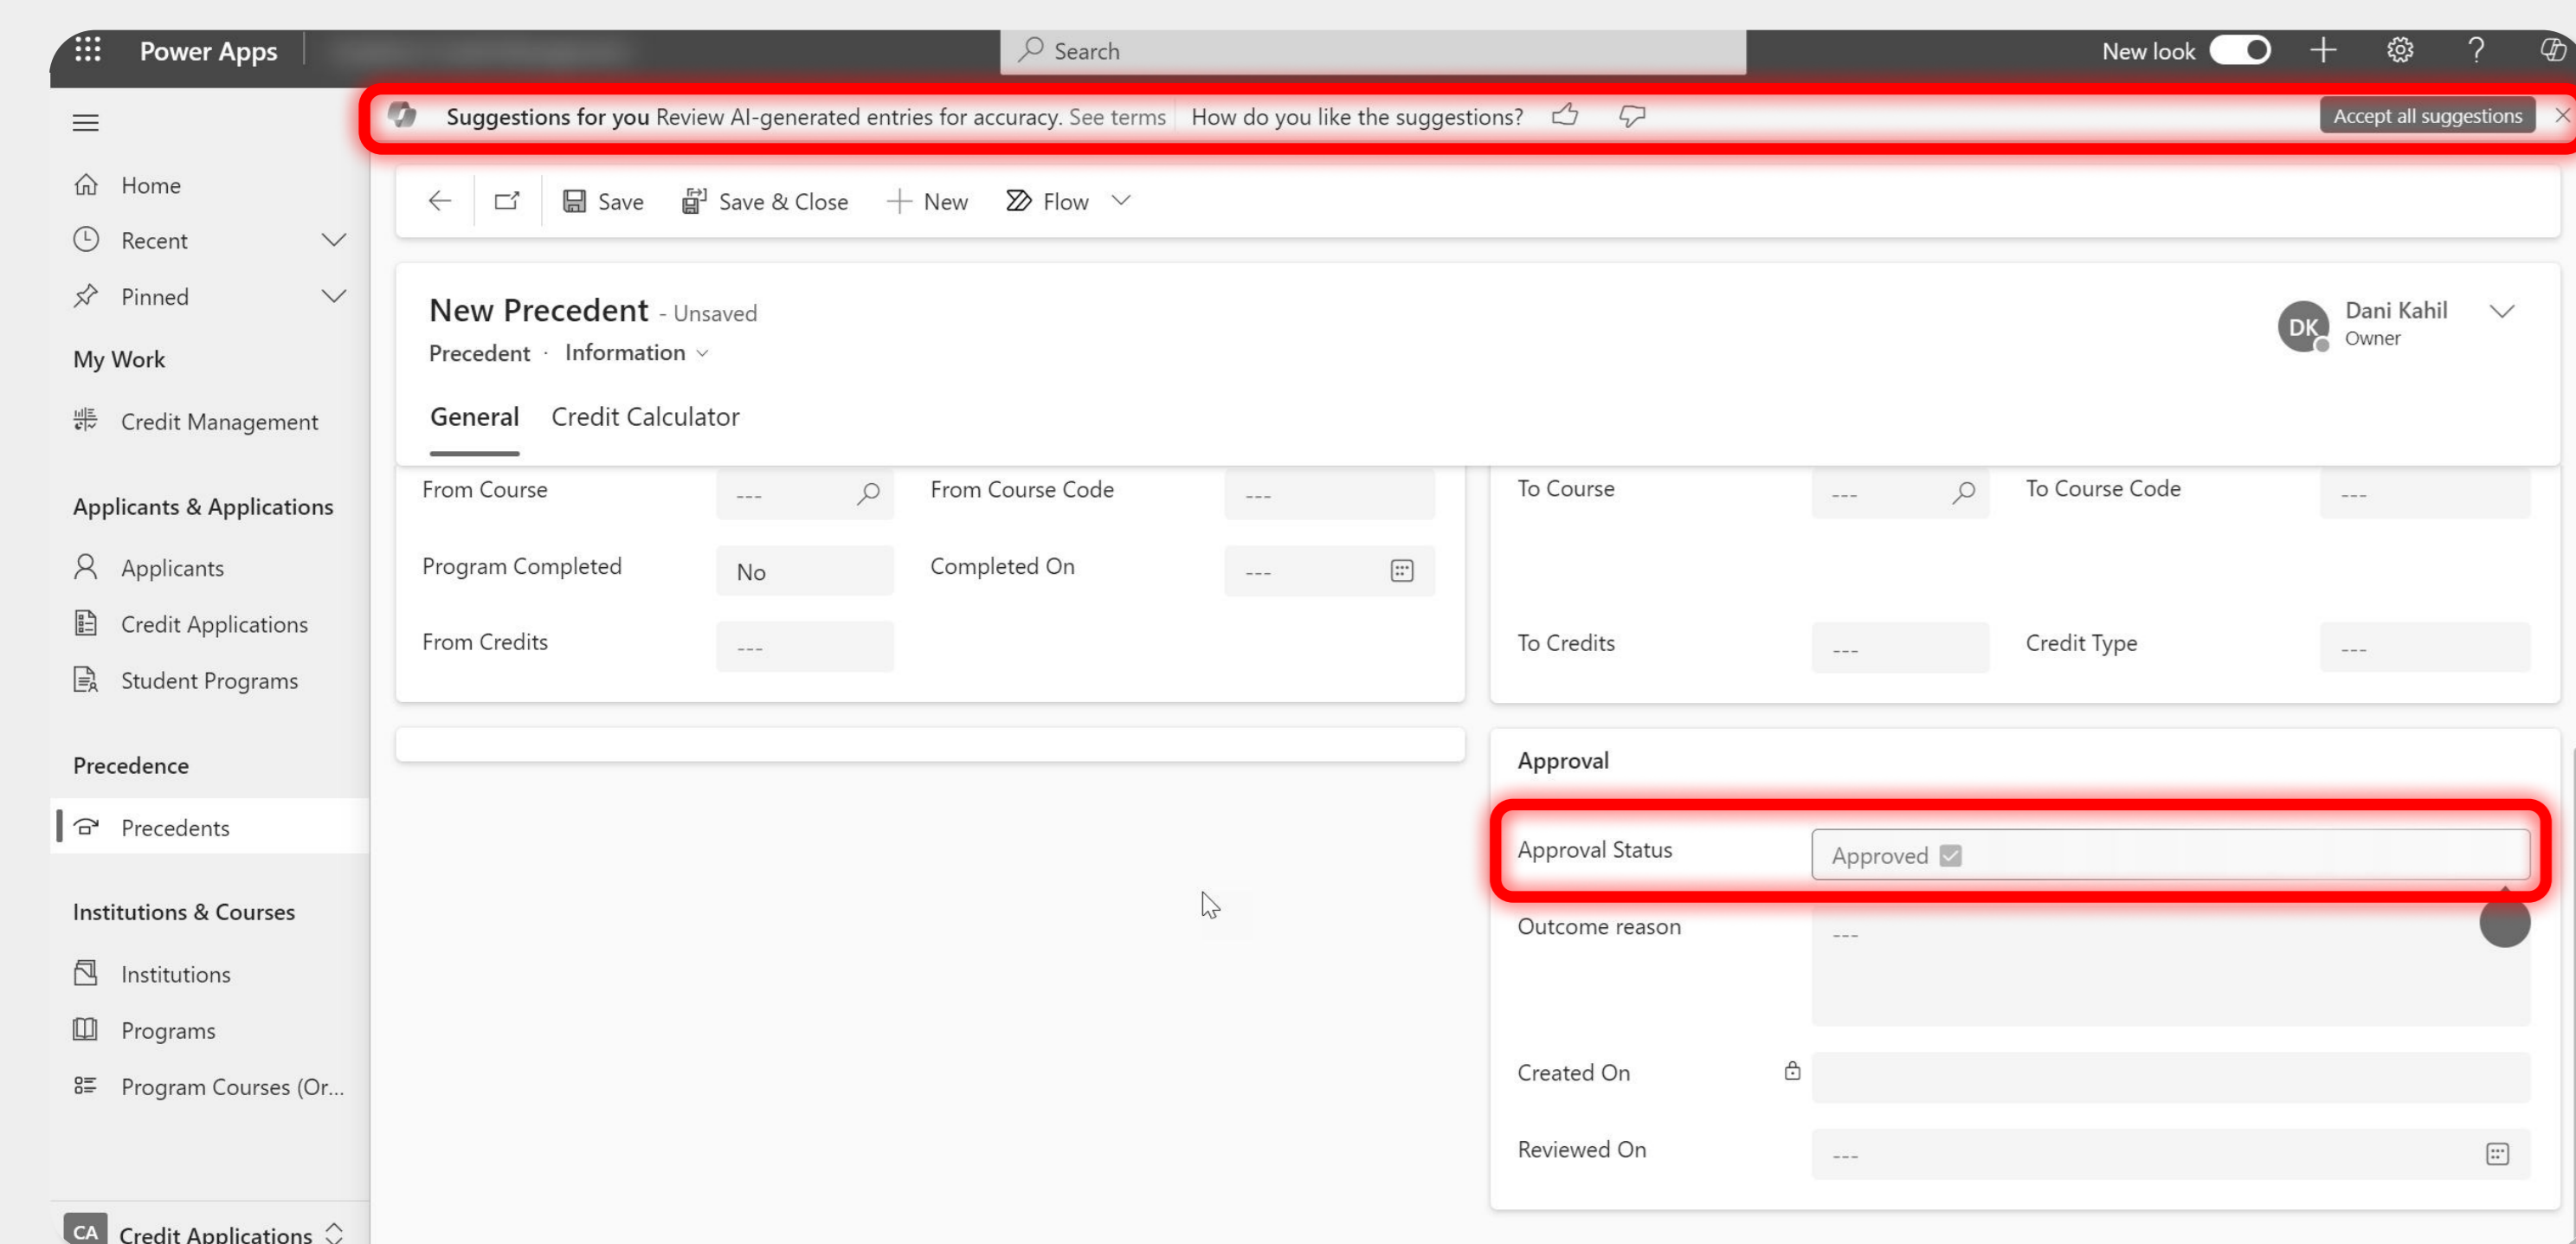 Power Apps
Search
New look
Suggestions for you Review AI-generated entries for accuracy. See terms
How do you like the suggestions?
Accept all suggestions
Home
Recent
Pinned
My Work
Credit Management
Applicants & Applications
Applicants
Credit Applications
Student Programs
Precedence
Precedents
Institutions & Courses
Institutions
Programs
Program Courses (Or...
CA Credit Applications
Save
Save & Close
New
Flow
New Precedent - Unsaved
Precedent · Information
DK
Dani Kahil
Owner
General
Credit Calculator
From Course
---
From Course Code
---
Program Completed
No
Completed On
---
From Credits
---
To Course
---
To Course Code
---
To Credits
---
Credit Type
---
Approval
Approval Status
Approved
Outcome reason
---
Created On
Reviewed On
---